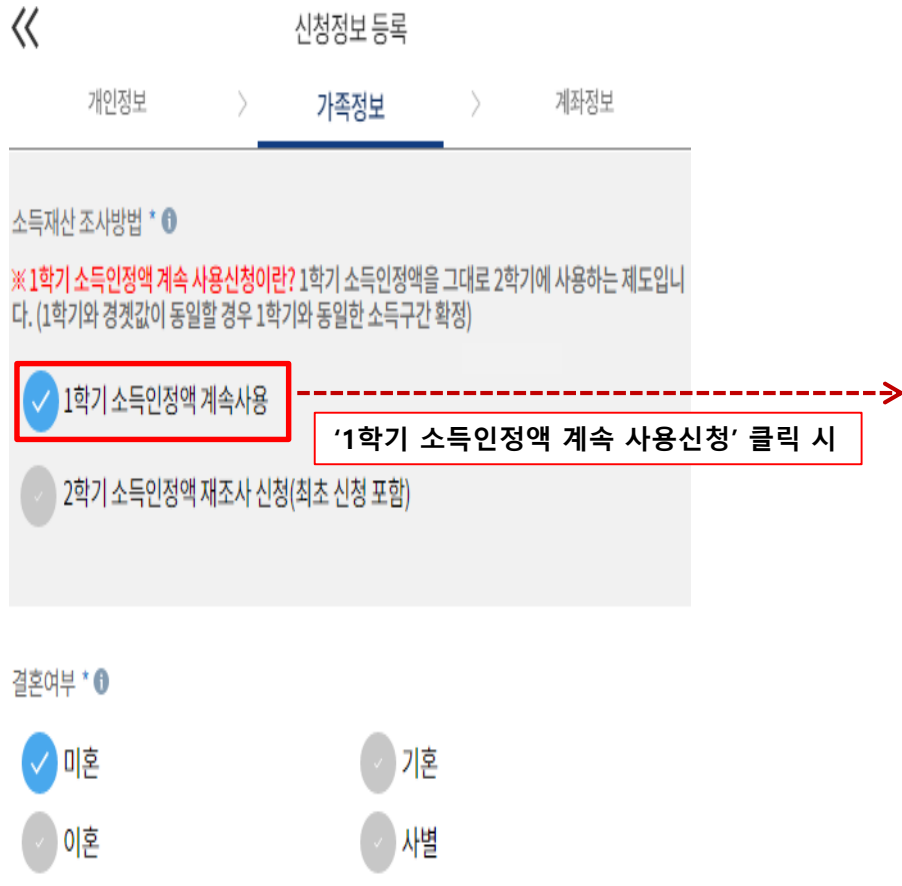 신청정보 등록
개인정보 > 가족정보 > 계좌정보
소득재산 조사방법 *
※ 1학기 소득인정액 계속 사용신청이란? 1학기 소득인정액을 그대로 2학기에 사용하는 제도입니
다. (1학기와 경곗값이 동일할 경우 1학기와 동일한 소득구간 확정)
1학기 소득인정액 계속사용
‘1학기 소득인정액 계속 사용신청’ 클릭 시
2학기 소득인정액 재조사 신청(최초 신청 포함)
결혼여부 *
미혼 기혼
이혼 사별